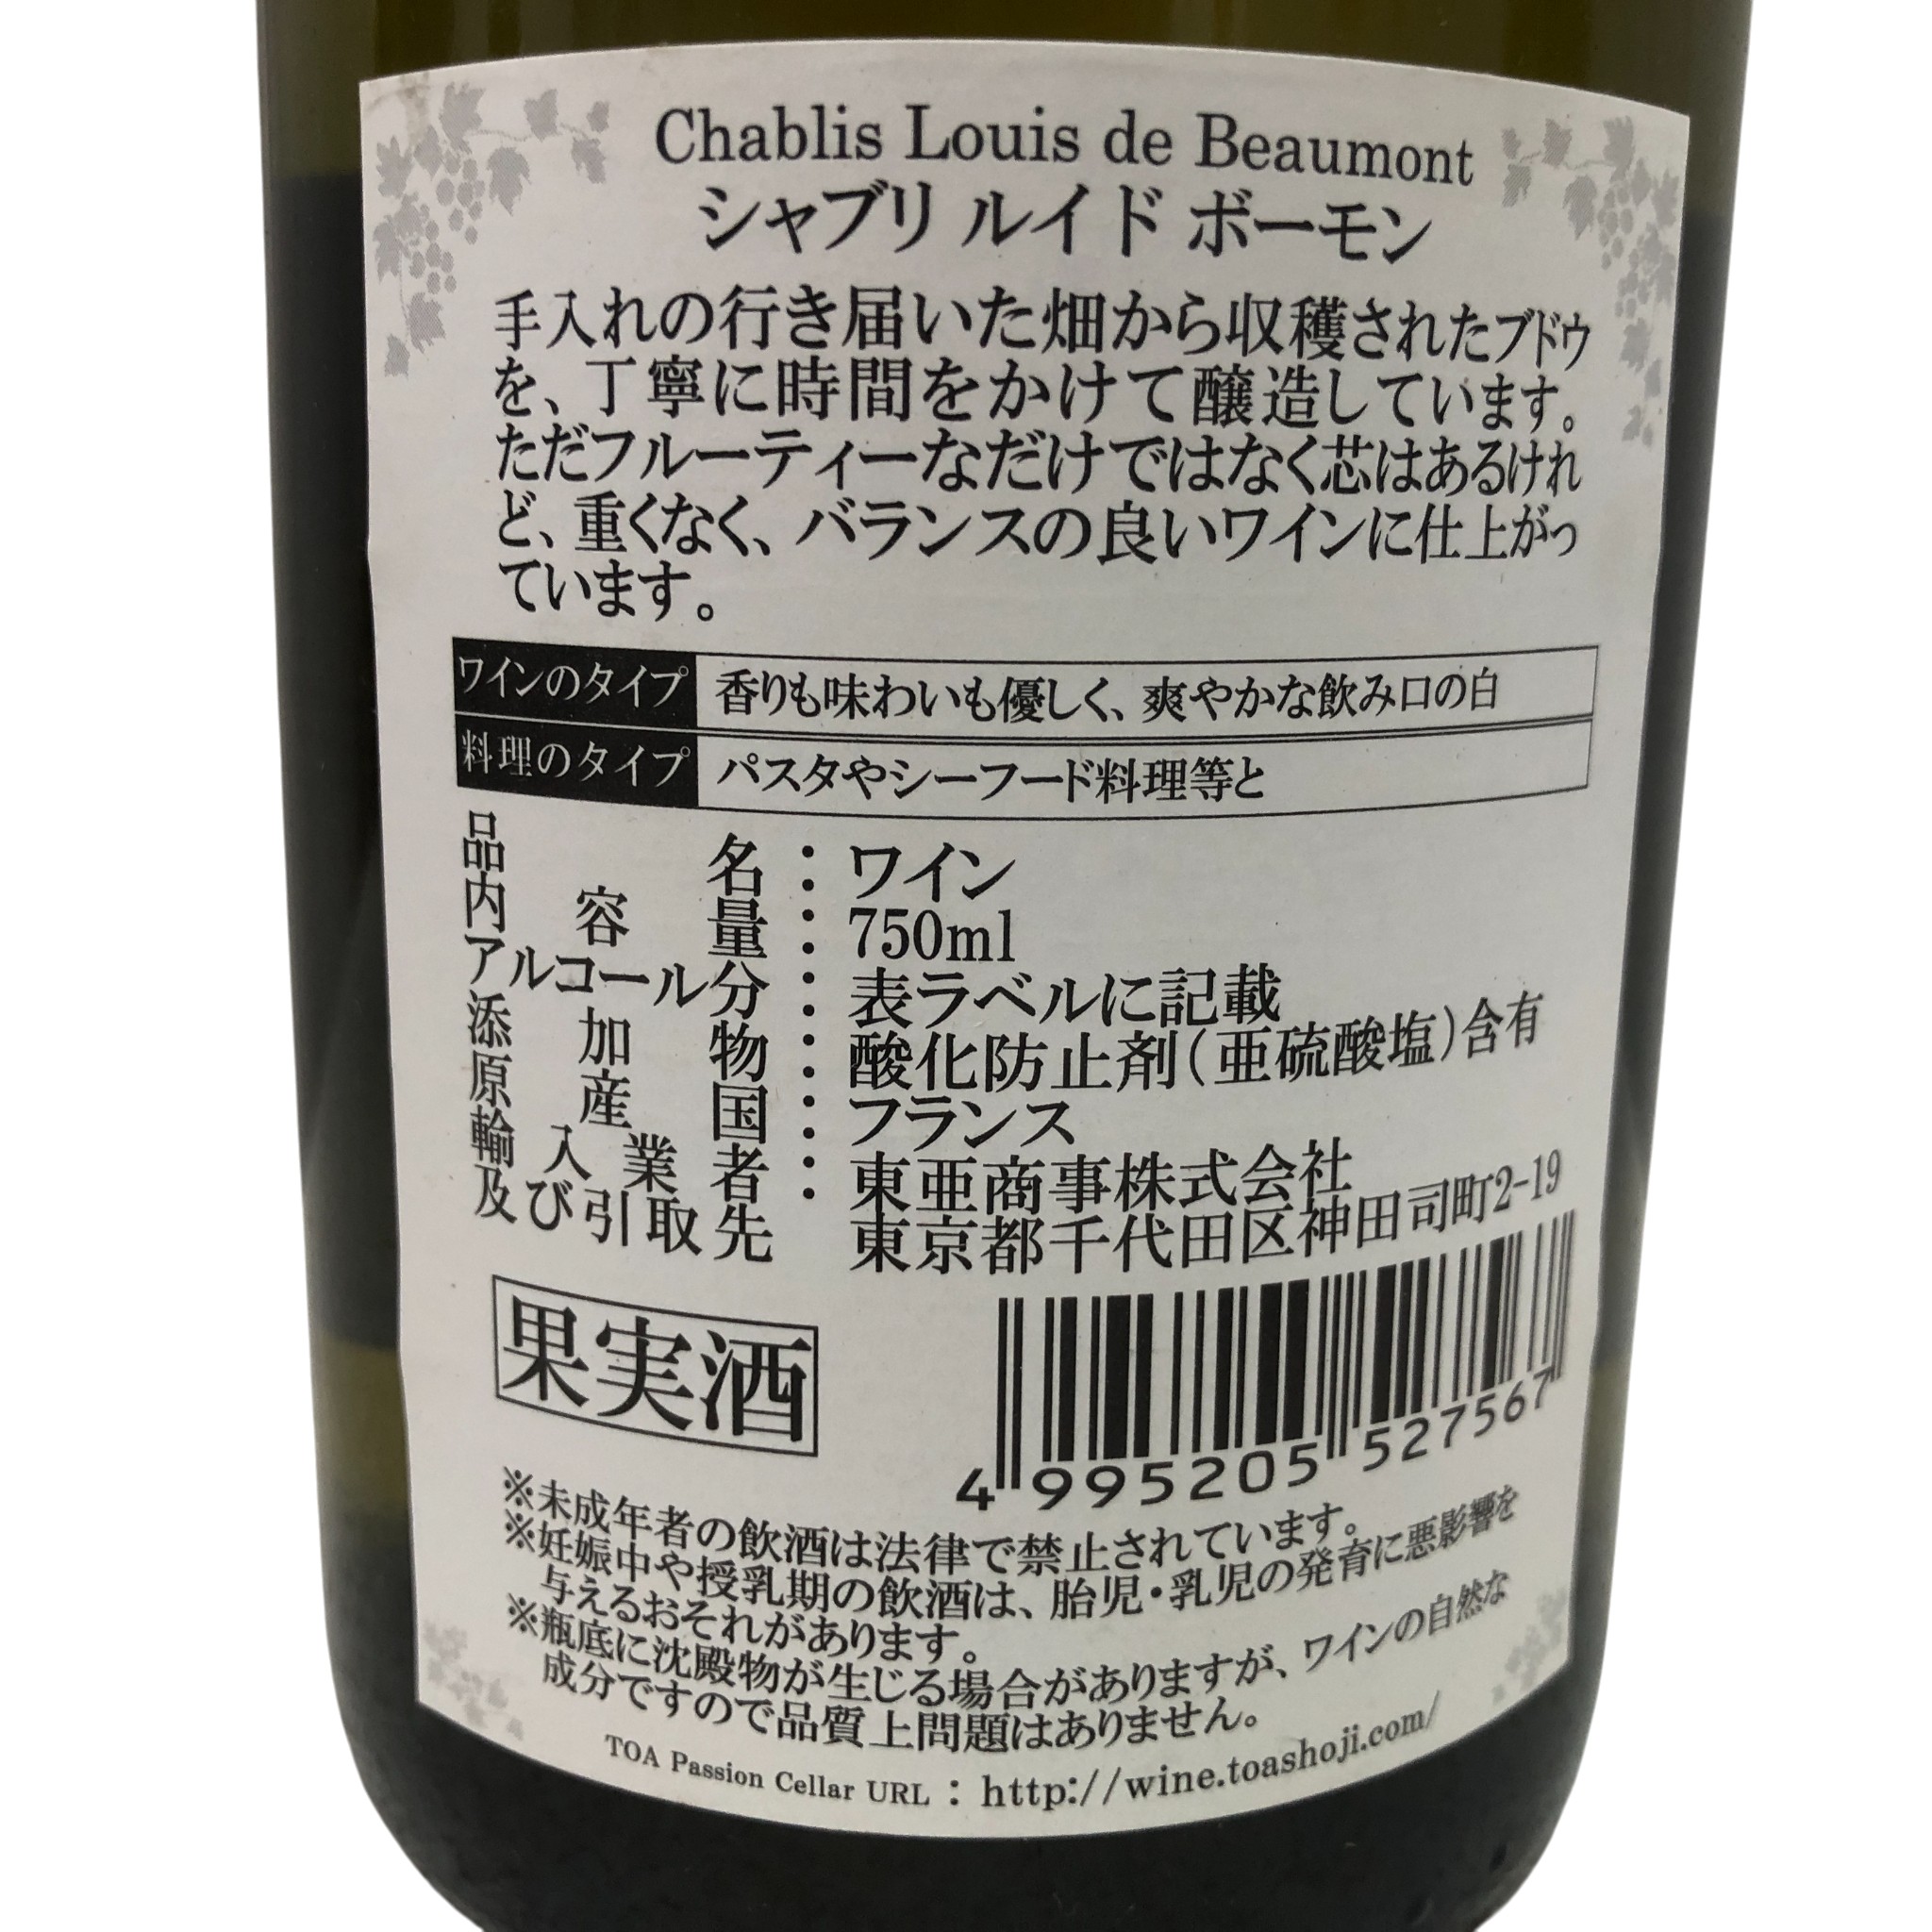 Chablis Louis de Beaumont
シャブリ ルイ ド ボーモン
手入れの行き届いた畑から収穫されたブドウ
を、丁寧に時間をかけて醸造しています。
ただフルーティーなだけではなく芯はあるけれ
ど、重くなく、バランスの良いワインに仕上がっ
ています。
ワインのタイプ 香りも味わいも優しく、爽やかな飲み口の白
料理のタイプ パスタやシーフード料理等と
品名：ワイン
内容量：750ml
アルコール分：表ラベルに記載
添加物：酸化防止剤(亜硫酸塩)含有
原産国：フランス
輸入業者：東亜商事株式会社
及び引取先 東京都千代田区神田司町2-19
果実酒
4 995205 527567
※未成年者の飲酒は法律で禁止されています。
※妊娠中や授乳期の飲酒は、胎児・乳児の発育に悪影響を
与えるおそれがあります。
※瓶底に沈殿物が生じる場合がありますが、ワインの自然な
成分ですので品質上問題はありません。
TOA Passion Cellar URL：http://wine.toashoji.com/